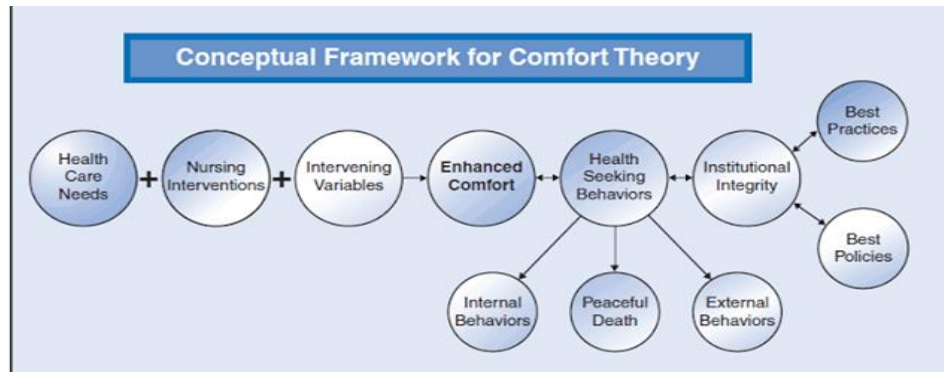 Conceptual Framework for Comfort Theory
Health
Care
Needs
+
Nursing
Interventions
+
Intervening
Variables
Enhanced
Comfort
Health
Seeking
Behaviors
Institutional
Integrity
Best
Practices
Best
Policies
Internal
Behaviors
Peaceful
Death
External
Behaviors